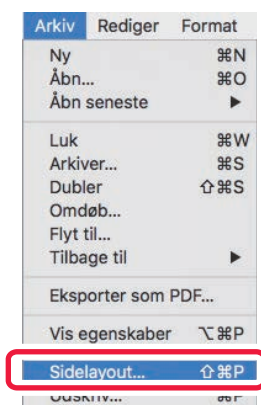 Arkiv Rediger Format
Ny ⌘N
Åbn... ⌘O
Åbn seneste ▶
Luk ⌘W
Arkiver... ⌘S
Dubler ⇧⌘S
Omdøb...
Flyt til...
Tilbage til ▶
Eksporter som PDF...
Vis egenskaber ⌥⌘P
Sidelayout... ⇧⌘P
Udskriv... ⌘P